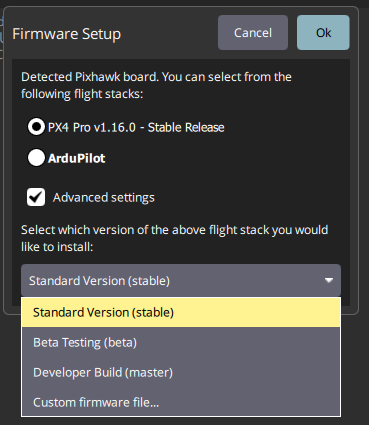 Firmware Setup
Cancel
Ok
Detected Pixhawk board. You can select from the
following flight stacks:
PX4 Pro v1.16.0 - Stable Release
ArduPilot
Advanced settings
Select which version of the above flight stack you would
like to install:
Standard Version (stable)
Standard Version (stable)
Beta Testing (beta)
Developer Build (master)
Custom firmware file...